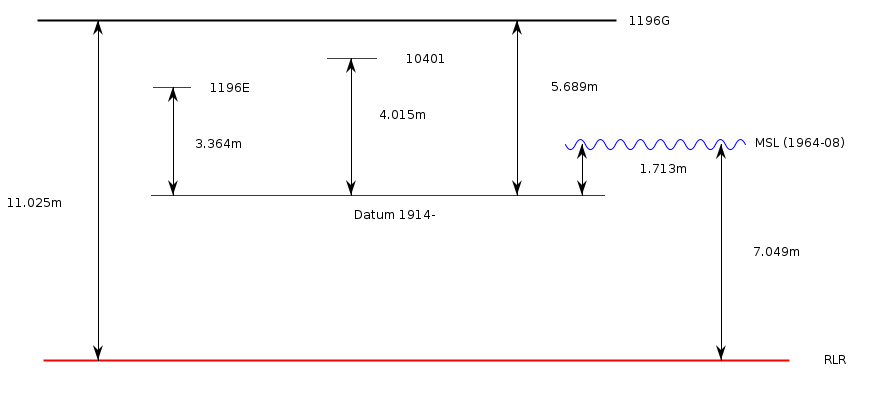 1196G
10401
1196E
5.689m
4.015m
3.364m
MSL (1964-08)
1.713m
11.025m
Datum 1914-
7.049m
RLR